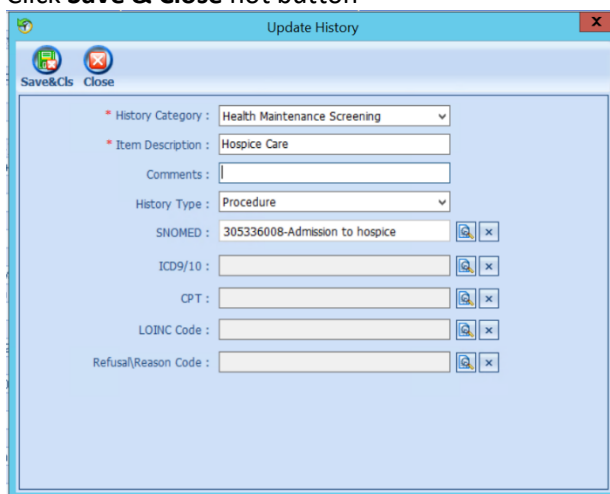 Click Save & Close hot button
Update History
X
Save&Cls Close
* History Category : Health Maintenance Screening
* Item Description : Hospice Care
Comments :
History Type : Procedure
SNOMED : 305336008-Admission to hospice
ICD9/10 :
CPT :
LOINC Code :
Refusal\Reason Code :